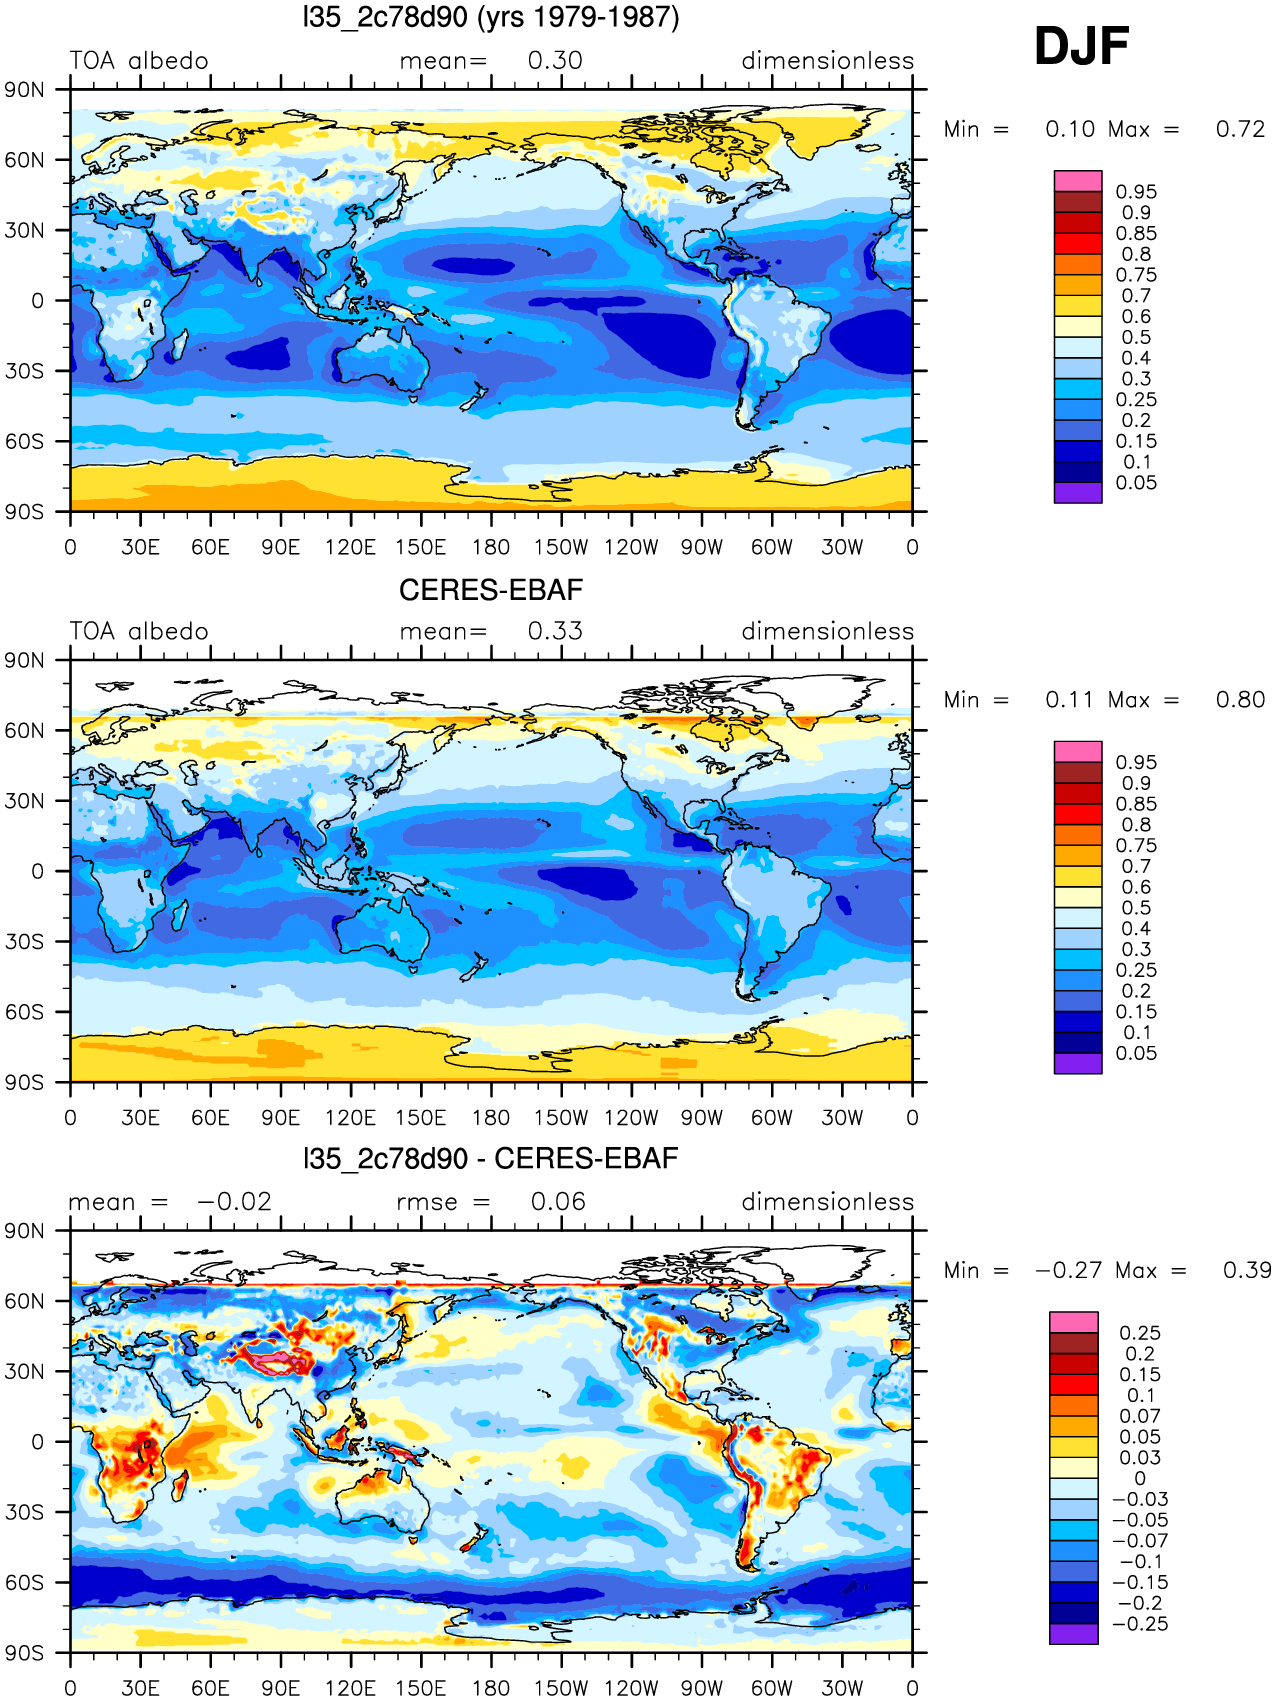 l35_2c78d90 (yrs 1979-1987)
DJF
TOA albedo mean= 0.30 dimensionless
Min = 0.10 Max = 0.72
90N
60N
30N
0
30S
60S
90S
0 30E 60E 90E 120E 150E 180 150W 120W 90W 60W 30W 0
0.95
0.9
0.85
0.8
0.75
0.7
0.6
0.5
0.4
0.3
0.25
0.2
0.15
0.1
0.05
CERES-EBAF
TOA albedo mean= 0.33 dimensionless
Min = 0.11 Max = 0.80
90N
60N
30N
0
30S
60S
90S
0 30E 60E 90E 120E 150E 180 150W 120W 90W 60W 30W 0
0.95
0.9
0.85
0.8
0.75
0.7
0.6
0.5
0.4
0.3
0.25
0.2
0.15
0.1
0.05
l35_2c78d90 - CERES-EBAF
mean = -0.02 rmse = 0.06 dimensionless
Min = -0.27 Max = 0.39
90N
60N
30N
0
30S
60S
90S
0 30E 60E 90E 120E 150E 180 150W 120W 90W 60W 30W 0
0.25
0.2
0.15
0.1
0.07
0.05
0.03
0
-0.03
-0.05
-0.07
-0.1
-0.15
-0.2
-0.25